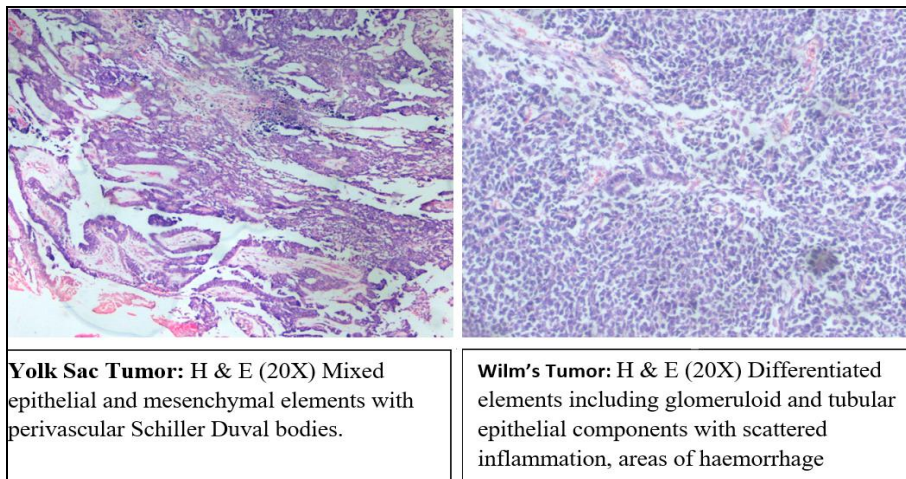 Yolk Sac Tumor: H & E (20X) Mixed
epithelial and mesenchymal elements with
perivascular Schiller Duval bodies.
Wilm's Tumor: H & E (20X) Differentiated
elements including glomeruloid and tubular
epithelial components with scattered
inflammation, areas of haemorrhage